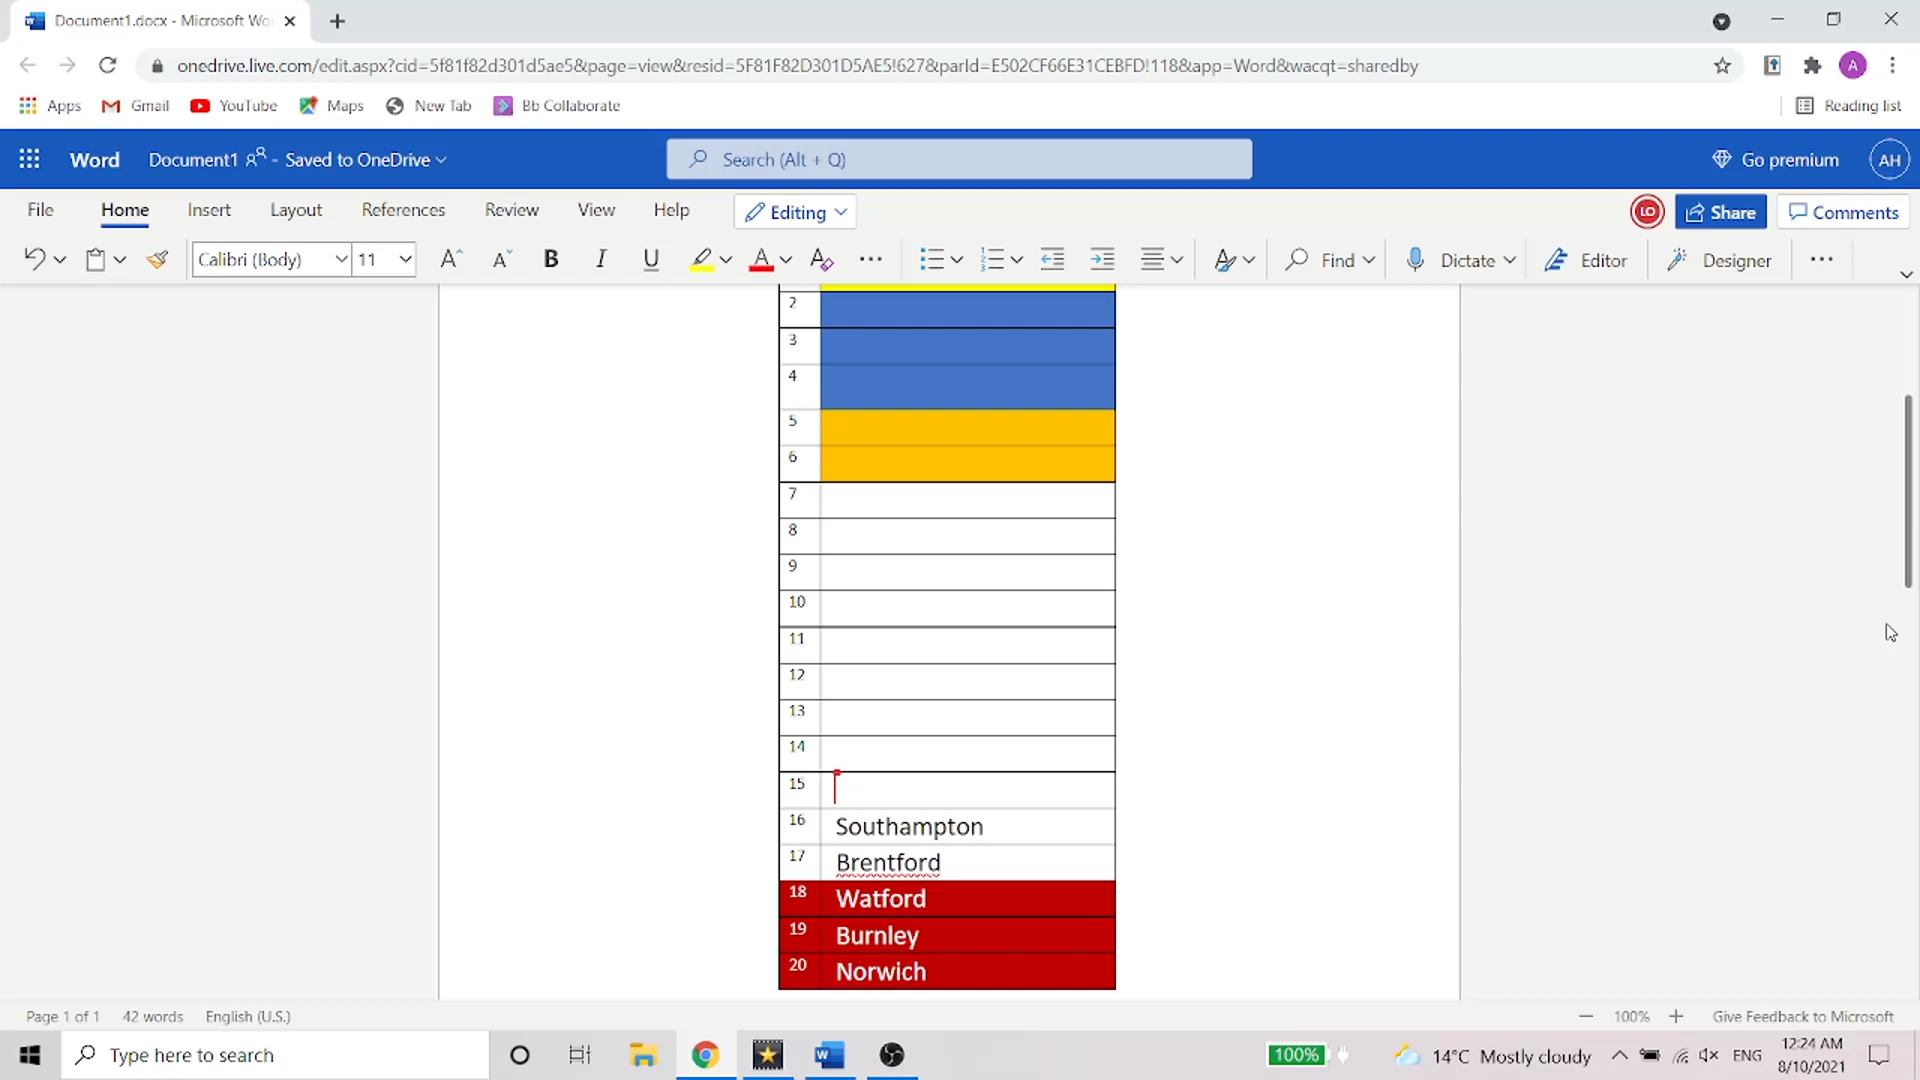 Document1.docx - Microsoft Wo
onedrive.live.com/edit.aspx?cid=5f81f82d301d5ae5&page=view&resid=5F81F82D301D5AE5!627&parId=E502CF66E31CEBFD!118&app=Word&wacqt=sharedby
A
Apps Gmail YouTube Maps New Tab Bb Collaborate Reading list
Word Document1 - Saved to OneDrive Search (Alt + Q) Go premium AH
File Home Insert Layout References Review View Help Editing LO Share Comments
Calibri (Body) 11 A A B I U A A Find Dictate Editor Designer
2
3
4
5
6
7
8
9
10
11
12
13
14
15
16 Southampton
17 Brentford
18 Watford
19 Burnley
20 Norwich
Page 1 of 1 42 words English (U.S.) 100% Give Feedback to Microsoft
Type here to search 100% 14°C Mostly cloudy ENG 12:24 AM
8/10/2021